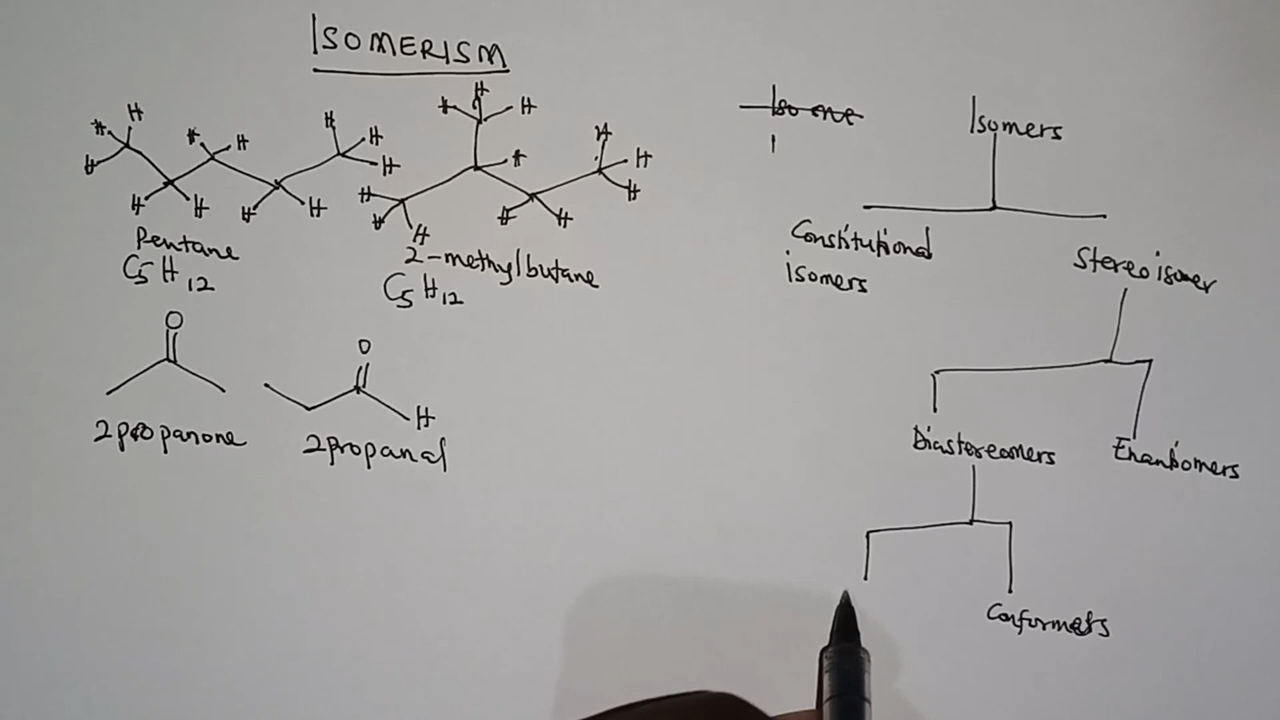 ISOMERISM
H H H H H H H H H H H H
Pentane
C5H12
H H H H H H H H H H H H
2-methylbutane
C5H12
O
2propanone
O
H
2propanal
Isomers
Constitutional
isomers
Stereoisomer
Diastereomers
Enantiomers
Conformers